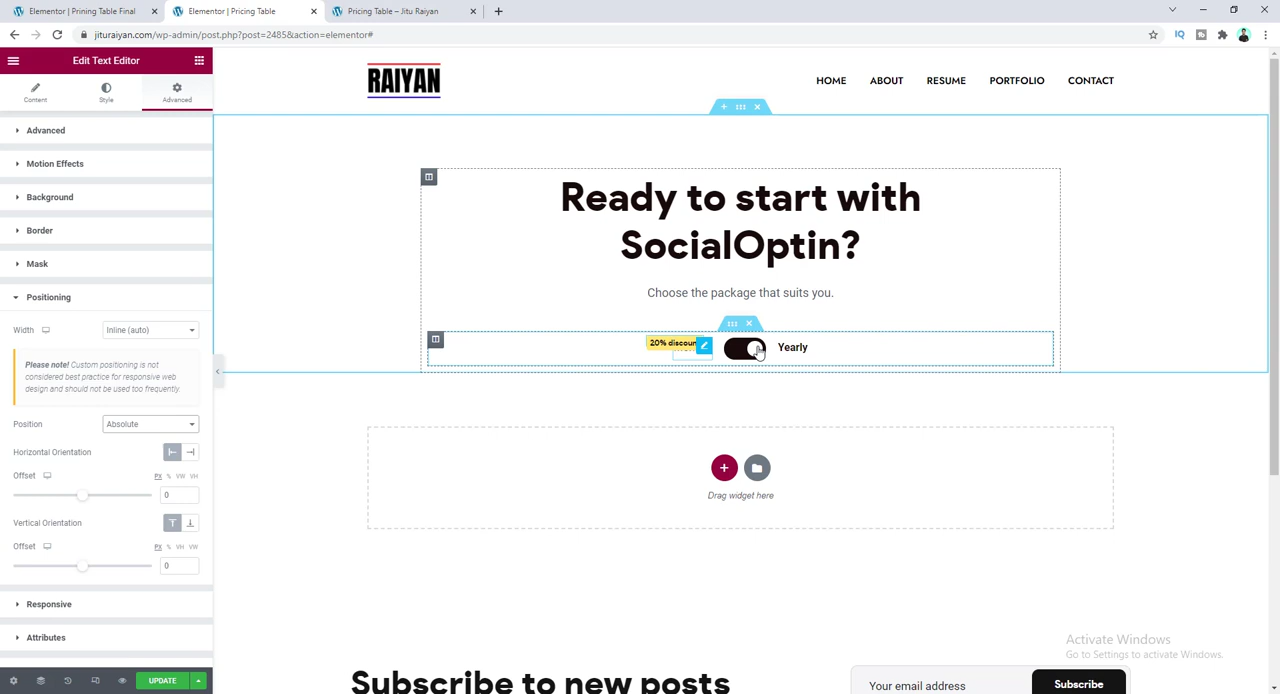 Elementor | Prining Table Final
Elementor | Pricing Table
Pricing Table – Jitu Raiyan
jituraiyan.com/wp-admin/post.php?post=2485&action=elementor#
Edit Text Editor
Content
Style
Advanced
Advanced
Motion Effects
Background
Border
Mask
Positioning
Width
Inline (auto)
Please note! Custom positioning is not
considered best practice for responsive web
design and should not be used too frequently.
Position
Absolute
Horizontal Orientation
Offset
PX % VW VH
0
Vertical Orientation
Offset
PX % VH VW
0
Responsive
Attributes
UPDATE
RAIYAN
HOME
ABOUT
RESUME
PORTFOLIO
CONTACT
Ready to start with
SocialOptin?
Choose the package that suits you.
20% discoun
Yearly
Drag widget here
Activate Windows
Go to Settings to activate Windows.
Subscribe to new posts
Your email address
Subscribe